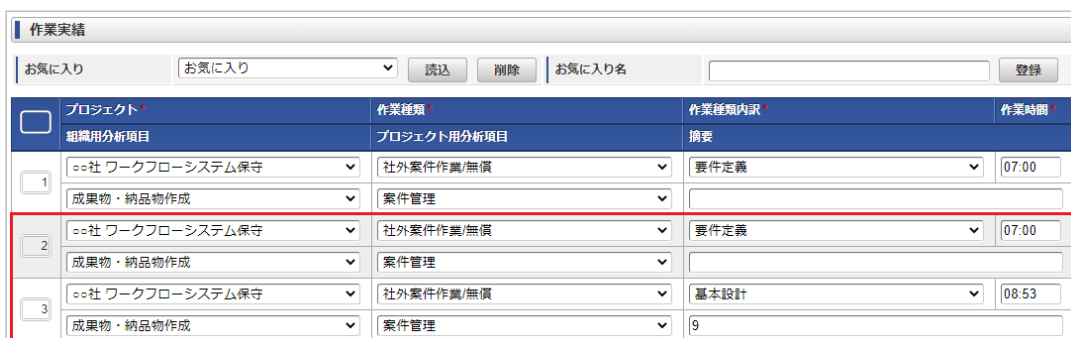 作業実績
お気に入り お気に入り 読込 削除 お気に入り名 登録
プロジェクト* 作業種類* 作業種類内訳* 作業時間*
組織用分析項目 プロジェクト用分析項目 摘要
1 ○○社 ワークフローシステム保守 社外案件作業/無償 要件定義 07:00
成果物・納品物作成 案件管理
2 ○○社 ワークフローシステム保守 社外案件作業/無償 要件定義 07:00
成果物・納品物作成 案件管理
3 ○○社 ワークフローシステム保守 社外案件作業/無償 基本設計 08:53
成果物・納品物作成 案件管理 9